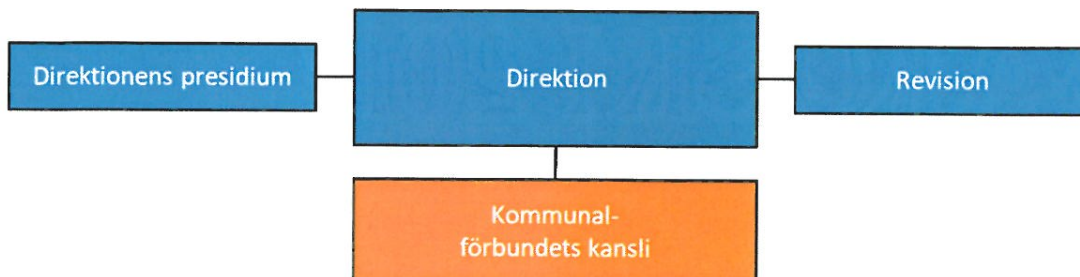 Direktionens presidium
Direktion
Revision
Kommunal-
förbundets kansli